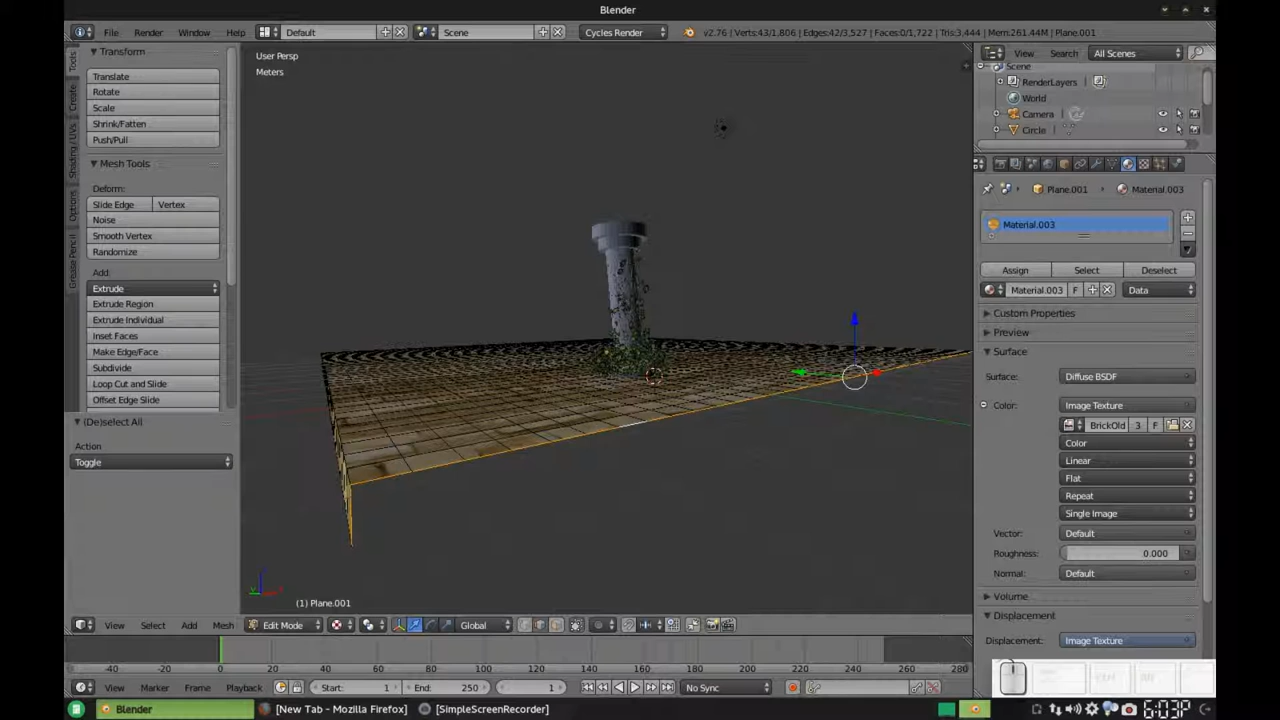 Blender
File Render Window Help Default Scene Cycles Render v2.76 | Verts:43/1,806 | Edges:42/3,527 | Faces:0/1,722 | Tris:3,444 | Mem:261.44M | Plane.001
Tools
Create
Shading / UVs
Options
Grease Pencil
Transform
Translate
Rotate
Scale
Shrink/Fatten
Push/Pull
Mesh Tools
Deform:
Slide Edge Vertex
Noise
Smooth Vertex
Randomize
Add:
Extrude
Extrude Region
Extrude Individual
Inset Faces
Make Edge/Face
Subdivide
Loop Cut and Slide
Offset Edge Slide
(De)select All
Action
Toggle
User Persp
Meters
(1) Plane.001
View Search All Scenes
Scene
RenderLayers
World
Camera
Circle
Plane.001 Material.003
Material.003
Assign Select Deselect
Material.003 F Data
Custom Properties
Preview
Surface
Surface: Diffuse BSDF
Color: Image Texture
BrickOld 3 F
Color
Linear
Flat
Repeat
Single Image
Vector: Default
Roughness: 0.000
Normal: Default
Volume
Displacement
Displacement: Image Texture
View Select Add Mesh Edit Mode Global
-40 -20 0 20 40 60 80 100 120 140 160 180 200 220 240 260 280
View Marker Frame Playback Start: 1 End: 250 1 No Sync
Blender [New Tab - Mozilla Firefox] [SimpleScreenRecorder] 6:03P